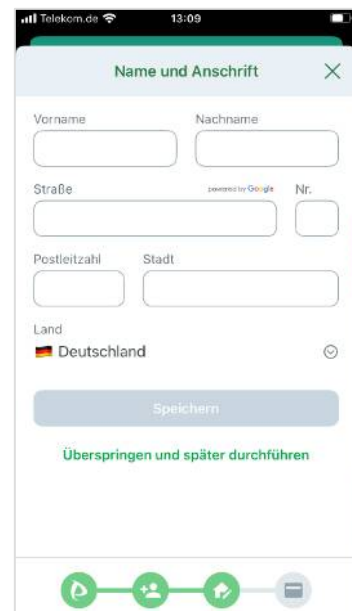 Telekom.de 13:09
Name und Anschrift
Vorname Nachname
Straße powered by Google Nr.
Postleitzahl Stadt
Land
Deutschland
Speichern
Überspringen und später durchführen